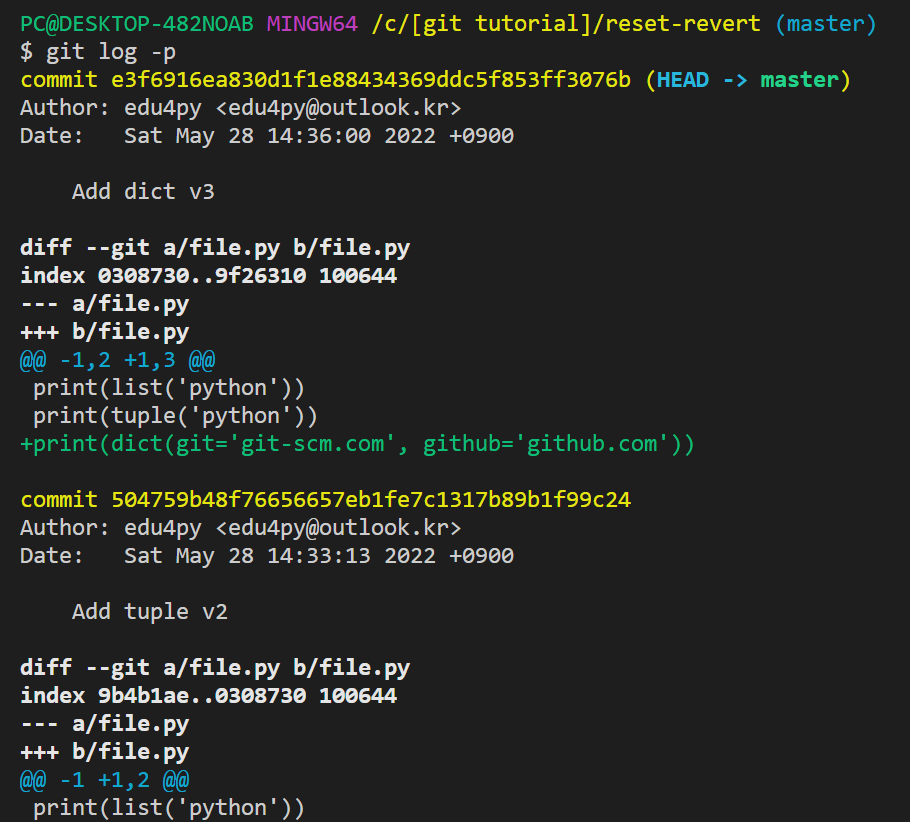 PC@DESKTOP-482NOAB MINGW64 /c/[git tutorial]/reset-revert (master)
$ git log -p
commit e3f6916ea830d1f1e88434369ddc5f853ff3076b (HEAD -> master)
Author: edu4py <edu4py@outlook.kr>
Date:   Sat May 28 14:36:00 2022 +0900

    Add dict v3

diff --git a/file.py b/file.py
index 0308730..9f26310 100644
--- a/file.py
+++ b/file.py
@@ -1,2 +1,3 @@
 print(list('python'))
 print(tuple('python'))
+print(dict(git='git-scm.com', github='github.com'))

commit 504759b48f76656657eb1fe7c1317b89b1f99c24
Author: edu4py <edu4py@outlook.kr>
Date:   Sat May 28 14:33:13 2022 +0900

    Add tuple v2

diff --git a/file.py b/file.py
index 9b4b1ae..0308730 100644
--- a/file.py
+++ b/file.py
@@ -1 +1,2 @@
 print(list('python'))